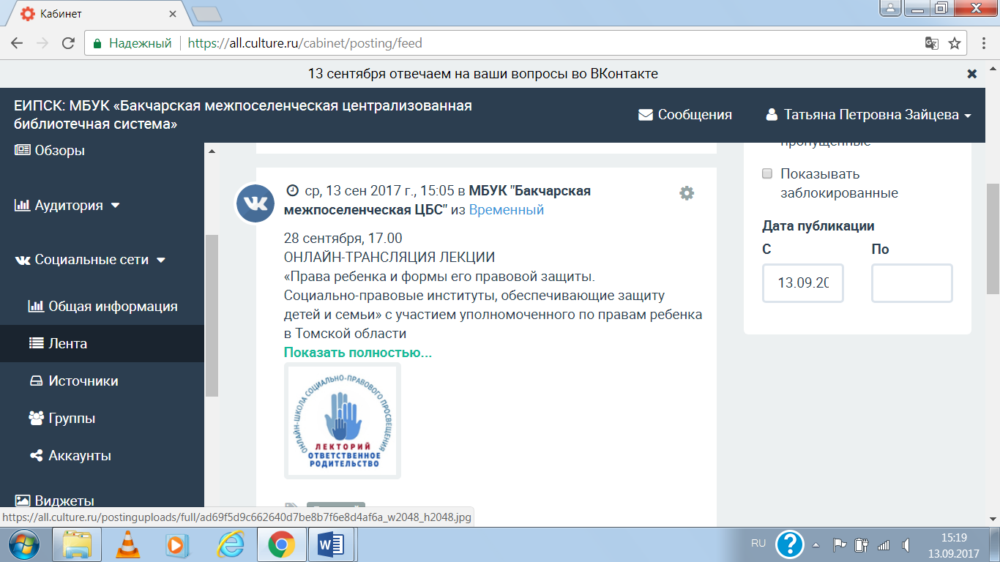 Кабинет
Надежный
https://all.culture.ru/cabinet/posting/feed
13 сентября отвечаем на ваши вопросы во ВКонтакте
ЕИПСК: МБУК «Бакчарская межпоселенческая централизованная
библиотечная система»
Сообщения
Татьяна Петровна Зайцева
Обзоры
Аудитория
Социальные сети
Общая информация
Лента
Источники
Группы
Аккаунты
Виджеты
ср, 13 сен 2017 г., 15:05 в МБУК "Бакчарская
межпоселенческая ЦБС" из Временный
28 сентября, 17.00
ОНЛАЙН-ТРАНСЛЯЦИЯ ЛЕКЦИИ
«Права ребенка и формы его правовой защиты.
Социально-правовые институты, обеспечивающие защиту
детей и семьи» с участием уполномоченного по правам ребенка
в Томской области
Показать полностью...
ОНЛАЙН-ШКОЛА СОЦИАЛЬНО-ПРАВОВОГО ПРОСВЕЩЕНИЯ
ЛЕКТОРИЙ
ОТВЕТСТВЕННОЕ
РОДИТЕЛЬСТВО
пропущенные
Показывать
заблокированные
Дата публикации
С
По
13.09.20
https://all.culture.ru/postinguploads/full/ad69f5d9c662640d7be8b7f6e8d4af6a_w2048_h2048.jpg
RU
15:19
13.09.2017